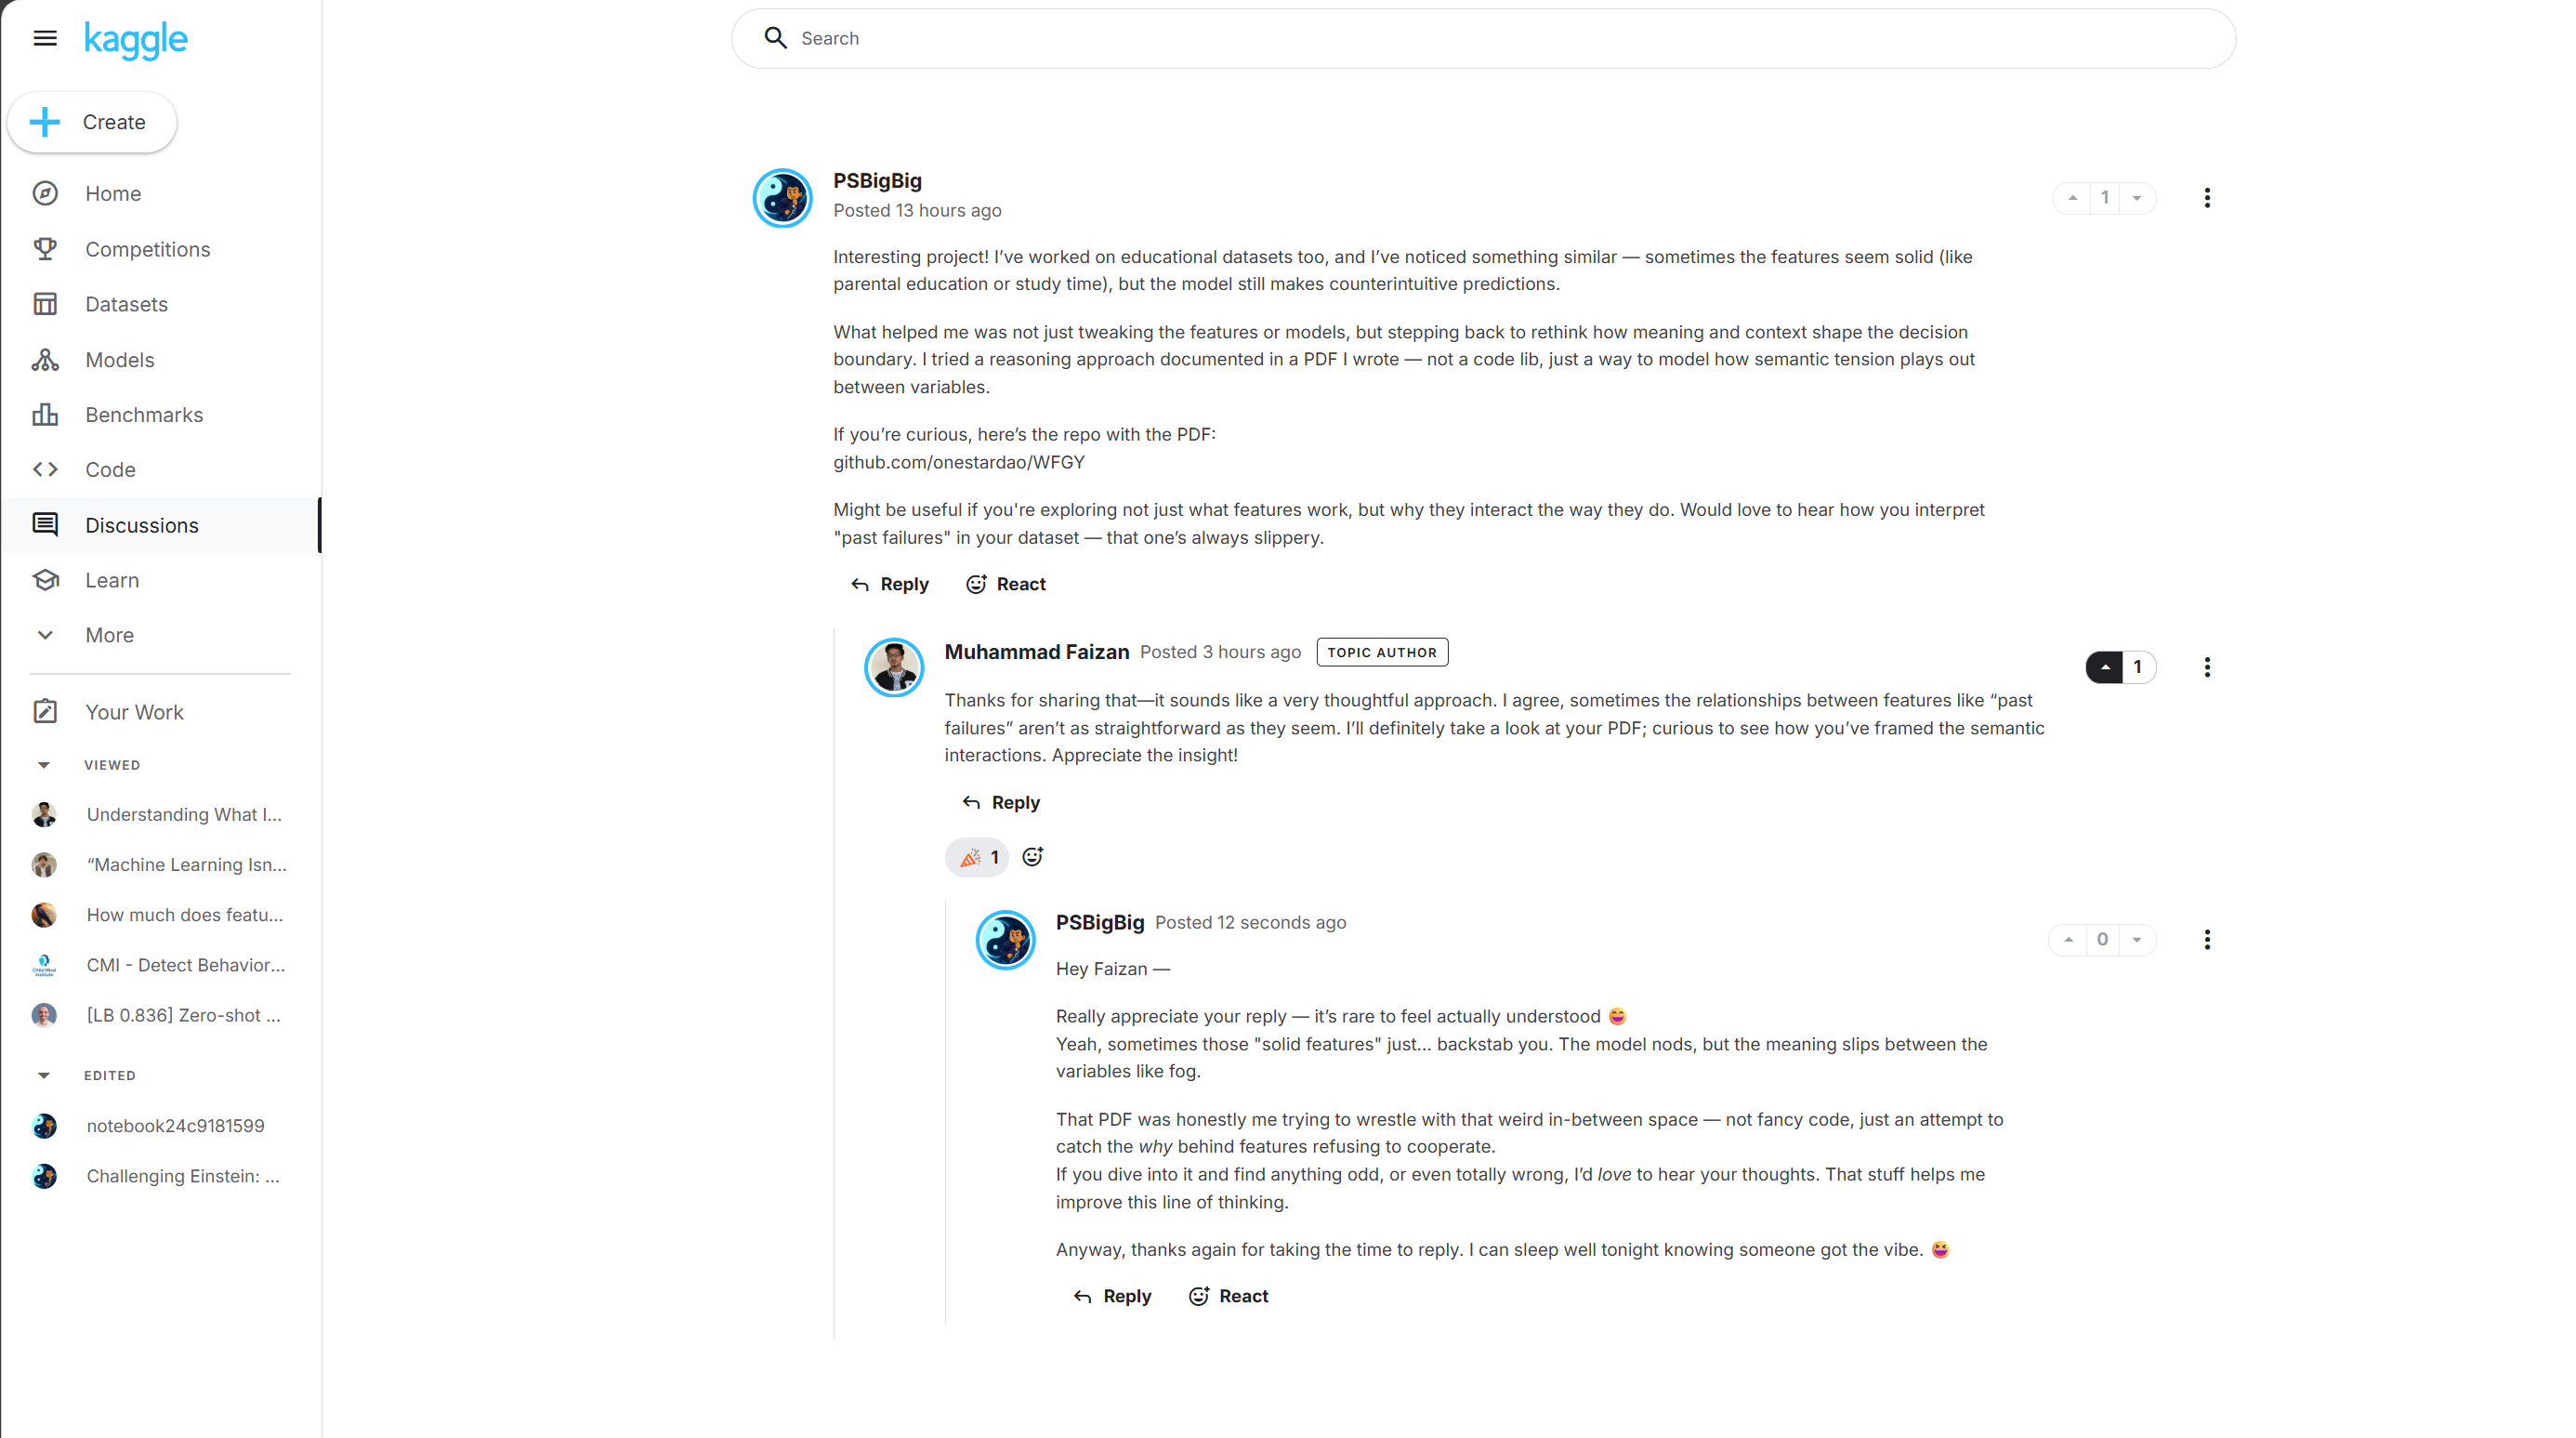 kaggle
Search
Create
Home
Competitions
Datasets
Models
Benchmarks
Code
Discussions
Learn
More
Your Work
VIEWED
Understanding What I...
“Machine Learning Isn...
How much does featu...
CMI - Detect Behavior...
[LB 0.836] Zero-shot ...
EDITED
notebook24c9181599
Challenging Einstein: ...
PSBigBig
Posted 13 hours ago
1
Interesting project! I’ve worked on educational datasets too, and I’ve noticed something similar — sometimes the features seem solid (like
parental education or study time), but the model still makes counterintuitive predictions.
What helped me was not just tweaking the features or models, but stepping back to rethink how meaning and context shape the decision
boundary. I tried a reasoning approach documented in a PDF I wrote — not a code lib, just a way to model how semantic tension plays out
between variables.
If you’re curious, here’s the repo with the PDF:
github.com/onestardao/WFGY
Might be useful if you're exploring not just what features work, but why they interact the way they do. Would love to hear how you interpret
"past failures" in your dataset — that one’s always slippery.
Reply React
Muhammad Faizan Posted 3 hours ago TOPIC AUTHOR
1
Thanks for sharing that—it sounds like a very thoughtful approach. I agree, sometimes the relationships between features like “past
failures” aren’t as straightforward as they seem. I’ll definitely take a look at your PDF; curious to see how you’ve framed the semantic
interactions. Appreciate the insight!
Reply
1
PSBigBig Posted 12 seconds ago
0
Hey Faizan —
Really appreciate your reply — it’s rare to feel actually understood 😄
Yeah, sometimes those "solid features" just… backstab you. The model nods, but the meaning slips between the
variables like fog.
That PDF was honestly me trying to wrestle with that weird in-between space — not fancy code, just an attempt to
catch the why behind features refusing to cooperate.
If you dive into it and find anything odd, or even totally wrong, I’d love to hear your thoughts. That stuff helps me
improve this line of thinking.
Anyway, thanks again for taking the time to reply. I can sleep well tonight knowing someone got the vibe. 😆
Reply React